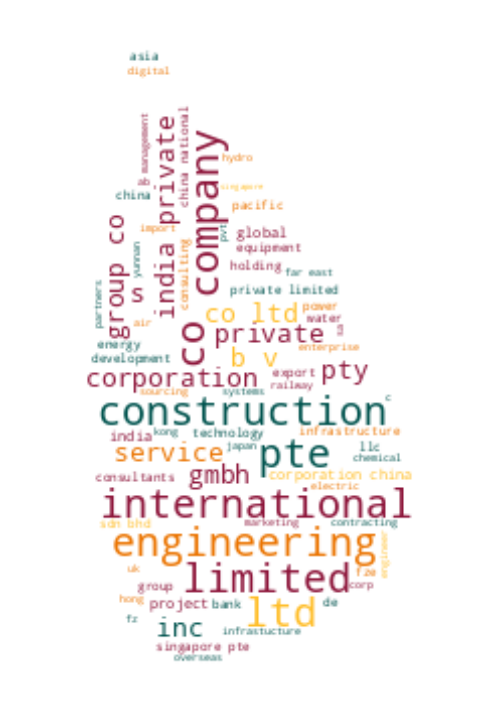 asia
digital
management
china national
india private
co company
hydro
ab
singapore
china
pacific
group co
import
pvt
global
yunnan
consulting
equipment
s
holding
far east
partners
private limited
co ltd
power
air
water
private
energy
b v
enterprise
development
corporation
export
pty
railway
sourcing
systems
c
construction
india
kong
technology
infrastructure
japan
service
pte
llc
chemical
consultants
gmbh
corporation china
electric
international
sdn bhd
marketing
contracting
engineering
engineer
uk
limited
fze
group
corp
hong
project
bank
ltd
de
fz
inc
infrastucture
singapore pte
overseas